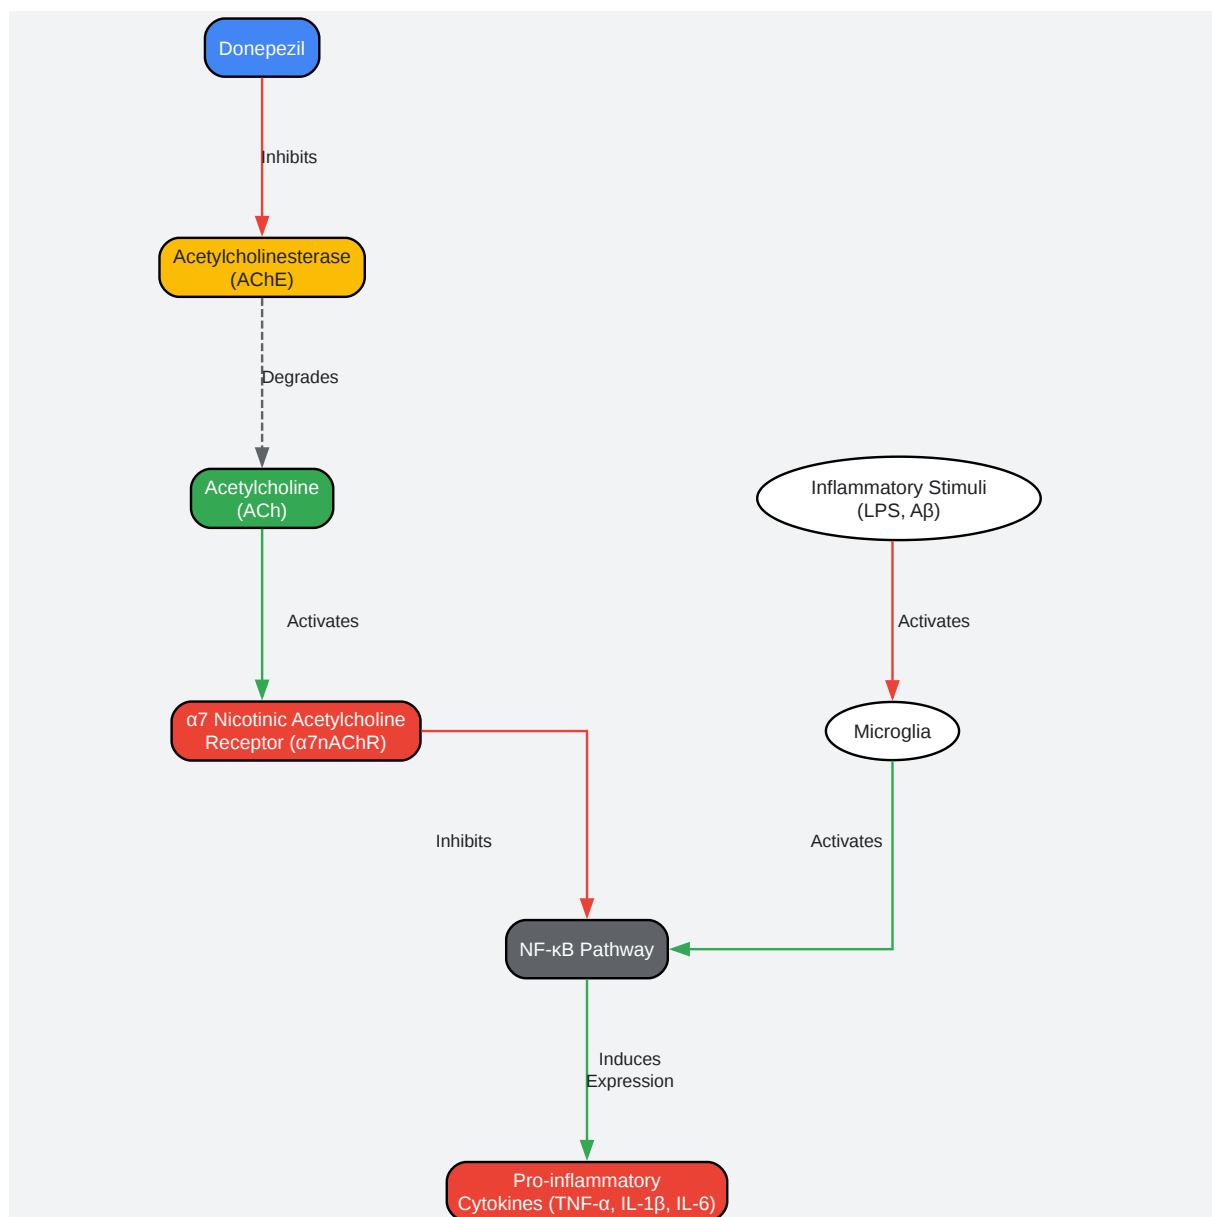 Donepezil
Inhibits
Acetylcholinesterase
(AChE)
Degrades
Acetylcholine
(ACh)
Inflammatory Stimuli
(LPS, Aβ)
Activates
Activates
α7 Nicotinic Acetylcholine
Receptor (α7nAChR)
Microglia
Inhibits
Activates
NF-κB Pathway
Induces
Expression
Pro-inflammatory
Cytokines (TNF-α, IL-1β, IL-6)